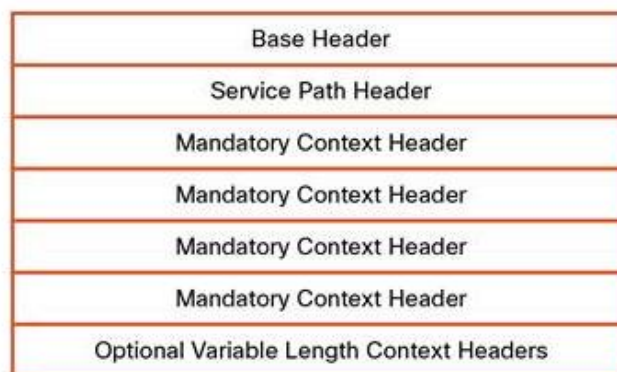 Base Header
Service Path Header
Mandatory Context Header
Mandatory Context Header
Mandatory Context Header
Mandatory Context Header
Optional Variable Length Context Headers